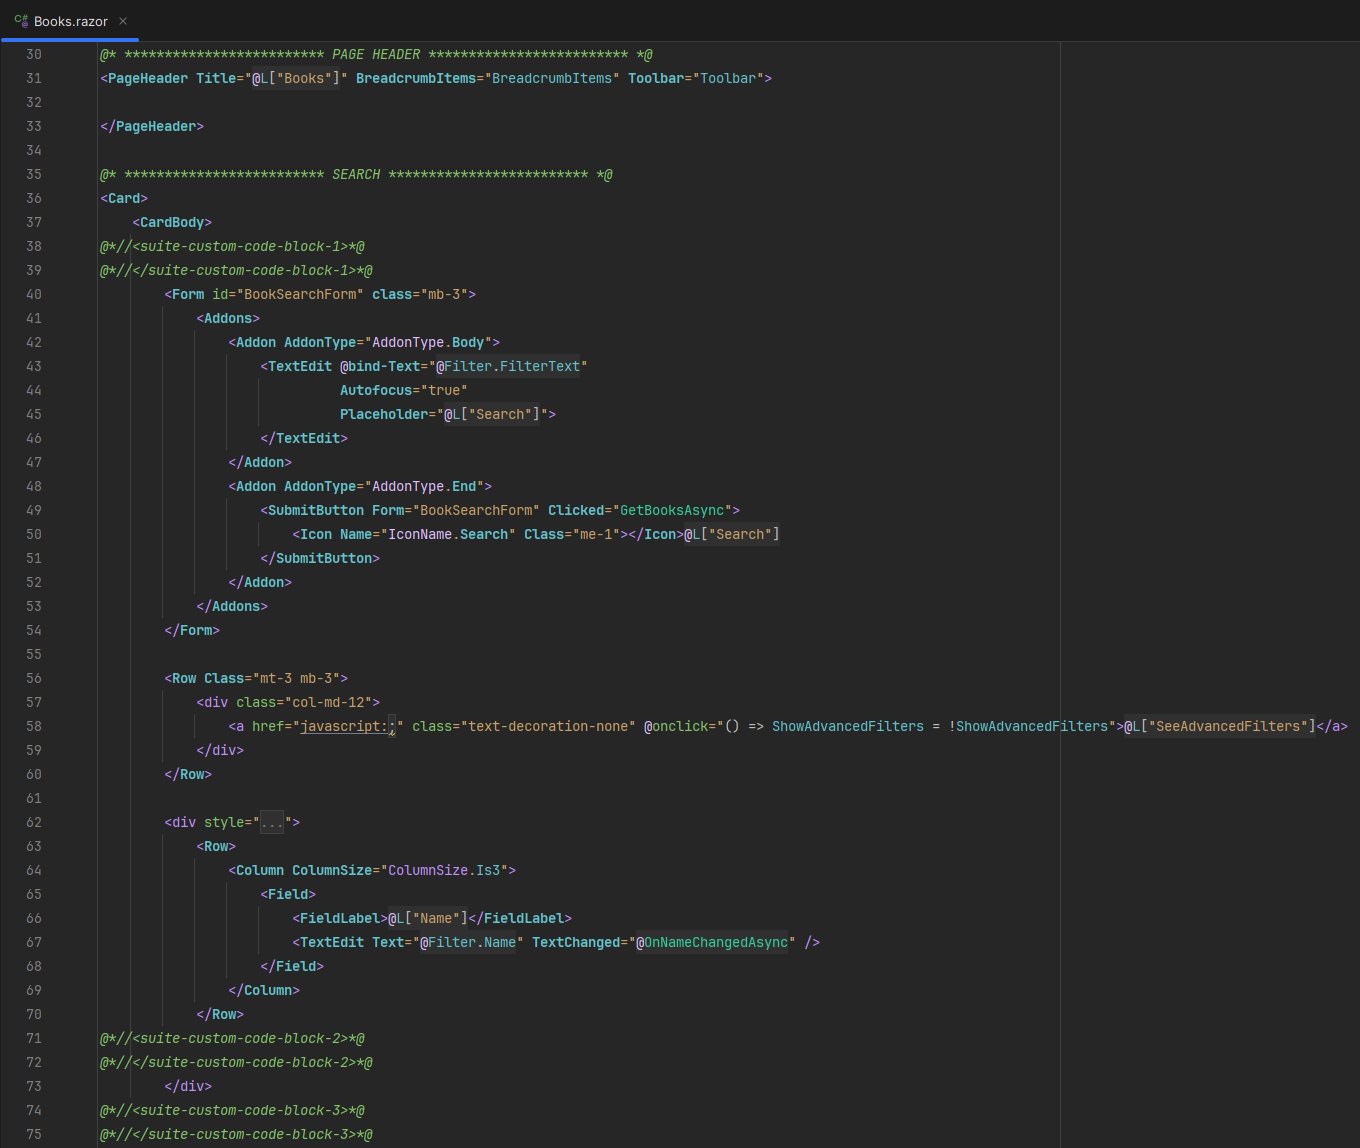 C# Books.razor ×
30 @* ************************* PAGE HEADER ************************* *@
31 <PageHeader Title="@L["Books"]" BreadcrumbItems="BreadcrumbItems" Toolbar="Toolbar">
32
33 </PageHeader>
34
35 @* ************************* SEARCH ************************* *@
36 <Card>
37     <CardBody>
38 @*//<suite-custom-code-block-1>*@
39 @*//</suite-custom-code-block-1>*@
40         <Form id="BookSearchForm" class="mb-3">
41             <Addons>
42                 <Addon AddonType="AddonType.Body">
43                     <TextEdit @bind-Text="@Filter.FilterText"
44                               Autofocus="true"
45                               Placeholder="@L["Search"]">
46                     </TextEdit>
47                 </Addon>
48                 <Addon AddonType="AddonType.End">
49                     <SubmitButton Form="BookSearchForm" Clicked="GetBooksAsync">
50                         <Icon Name="IconName.Search" Class="me-1"></Icon>@L["Search"]
51                     </SubmitButton>
52                 </Addon>
53             </Addons>
54         </Form>
55
56         <Row Class="mt-3 mb-3">
57             <div class="col-md-12">
58                 <a href="javascript:;" class="text-decoration-none" @onclick="() => ShowAdvancedFilters = !ShowAdvancedFilters">@L["SeeAdvancedFilters"]</a>
59             </div>
60         </Row>
61
62         <div style="...">
63             <Row>
64                 <Column ColumnSize="ColumnSize.Is3">
65                     <Field>
66                         <FieldLabel>@L["Name"]</FieldLabel>
67                         <TextEdit Text="@Filter.Name" TextChanged="@OnNameChangedAsync" />
68                     </Field>
69                 </Column>
70             </Row>
71 @*//<suite-custom-code-block-2>*@
72 @*//</suite-custom-code-block-2>*@
73         </div>
74 @*//<suite-custom-code-block-3>*@
75 @*//</suite-custom-code-block-3>*@